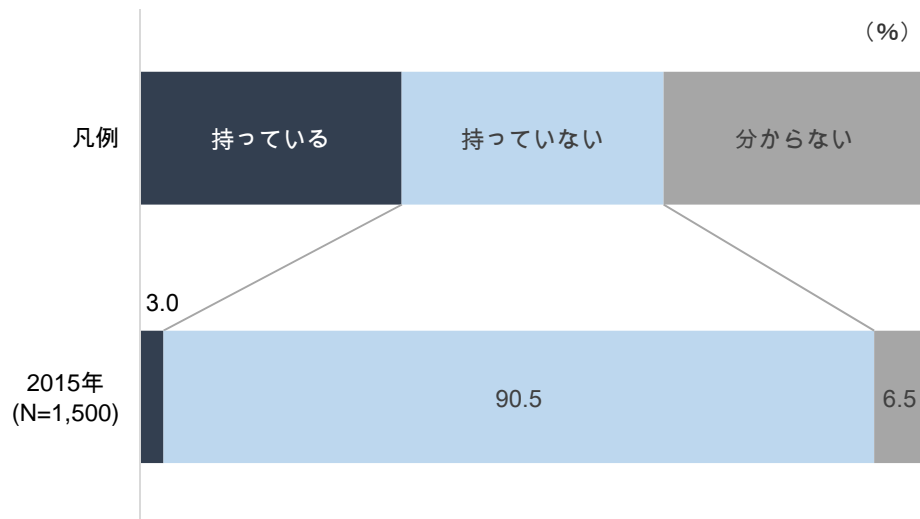 （%）
凡例
持っている
持っていない
分からない
3.0
2015年
(N=1,500)
90.5
6.5